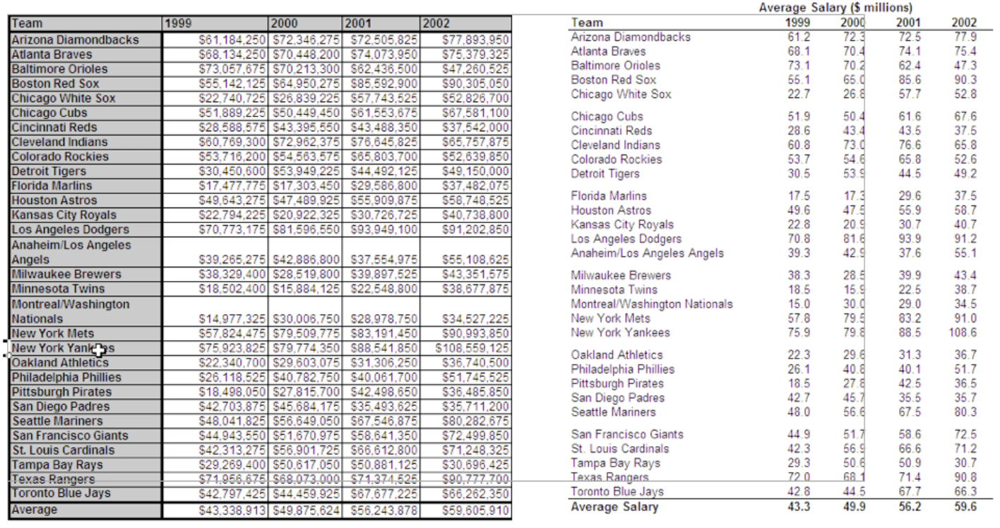 Team 1999 2000 2001 2002
Arizona Diamondbacks $61,184,250 $72,346,275 $72,505,825 $77,893,950
Atlanta Braves $68,134,250 $70,448,200 $74,073,950 $75,379,325
Baltimore Orioles $73,057,675 $70,213,300 $62,436,500 $47,260,525
Boston Red Sox $55,142,125 $64,950,275 $85,592,900 $90,305,050
Chicago White Sox $22,740,725 $26,839,225 $57,743,525 $52,826,700
Chicago Cubs $51,889,225 $50,449,450 $61,553,675 $67,581,100
Cincinnati Reds $28,588,575 $43,395,550 $43,488,350 $37,542,000
Cleveland Indians $60,769,300 $72,962,375 $76,645,825 $65,757,875
Colorado Rockies $53,716,200 $54,563,575 $65,803,700 $52,639,850
Detroit Tigers $30,450,600 $53,949,225 $44,492,125 $49,150,000
Florida Marlins $17,477,775 $17,303,450 $29,586,800 $37,482,075
Houston Astros $49,643,275 $47,489,925 $55,909,875 $58,748,525
Kansas City Royals $22,794,225 $20,922,325 $30,726,725 $40,738,800
Los Angeles Dodgers $70,773,175 $81,596,550 $93,949,100 $91,202,850
Anaheim/Los Angeles
Angels $39,265,275 $42,886,800 $37,554,975 $55,108,625
Milwaukee Brewers $38,329,400 $28,519,800 $39,897,525 $43,351,575
Minnesota Twins $18,502,400 $15,884,125 $22,548,800 $38,677,875
Montreal/Washington
Nationals $14,977,325 $30,006,750 $28,978,750 $34,527,225
New York Mets $57,824,475 $79,509,775 $83,191,450 $90,993,850
New York Yankees $75,923,825 $79,774,350 $88,541,850 $108,559,125
Oakland Athletics $22,340,700 $29,603,075 $31,306,250 $36,740,500
Philadelphia Phillies $26,118,525 $40,782,750 $40,061,700 $51,745,525
Pittsburgh Pirates $18,498,050 $27,815,700 $42,498,650 $36,485,850
San Diego Padres $42,703,875 $45,684,175 $35,493,625 $35,711,200
Seattle Mariners $48,041,825 $56,649,050 $67,546,875 $80,282,675
San Francisco Giants $44,943,550 $51,670,975 $58,641,350 $72,499,850
St. Louis Cardinals $42,313,275 $56,901,725 $66,612,800 $71,248,325
Tampa Bay Rays $29,269,400 $50,617,050 $50,881,125 $30,696,425
Texas Rangers $71,956,675 $68,073,000 $71,374,525 $90,777,700
Toronto Blue Jays $42,797,425 $44,459,925 $67,677,225 $66,262,350
Average $43,338,913 $49,875,624 $56,243,878 $59,605,910
Average Salary ($ millions)
Team 1999 2000 2001 2002
Arizona Diamondbacks 61.2 72.3 72.5 77.9
Atlanta Braves 68.1 70.4 74.1 75.4
Baltimore Orioles 73.1 70.2 62.4 47.3
Boston Red Sox 55.1 65.0 85.6 90.3
Chicago White Sox 22.7 26.8 57.7 52.8
Chicago Cubs 51.9 50.4 61.6 67.6
Cincinnati Reds 28.6 43.4 43.5 37.5
Cleveland Indians 60.8 73.0 76.6 65.8
Colorado Rockies 53.7 54.6 65.8 52.6
Detroit Tigers 30.5 53.9 44.5 49.2
Florida Marlins 17.5 17.3 29.6 37.5
Houston Astros 49.6 47.5 55.9 58.7
Kansas City Royals 22.8 20.9 30.7 40.7
Los Angeles Dodgers 70.8 81.6 93.9 91.2
Anaheim/Los Angeles Angels 39.3 42.9 37.6 55.1
Milwaukee Brewers 38.3 28.5 39.9 43.4
Minnesota Twins 18.5 15.9 22.5 38.7
Montreal/Washington Nationals 15.0 30.0 29.0 34.5
New York Mets 57.8 79.5 83.2 91.0
New York Yankees 75.9 79.8 88.5 108.6
Oakland Athletics 22.3 29.6 31.3 36.7
Philadelphia Phillies 26.1 40.8 40.1 51.7
Pittsburgh Pirates 18.5 27.8 42.5 36.5
San Diego Padres 42.7 45.7 35.5 35.7
Seattle Mariners 48.0 56.6 67.5 80.3
San Francisco Giants 44.9 51.7 58.6 72.5
St. Louis Cardinals 42.3 56.9 66.6 71.2
Tampa Bay Rays 29.3 50.6 50.9 30.7
Texas Rangers 72.0 68.1 71.4 90.8
Toronto Blue Jays 42.8 44.5 67.7 66.3
Average Salary 43.3 49.9 56.2 59.6